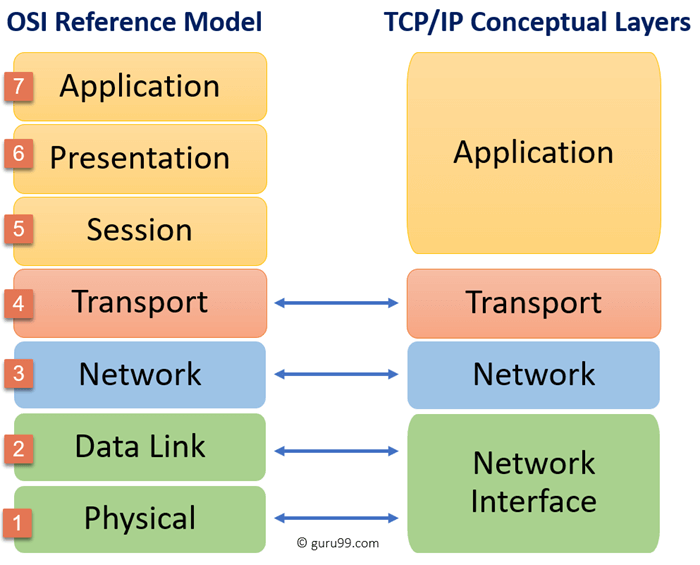 OSI Reference Model
TCP/IP Conceptual Layers
7 Application
6 Presentation
5 Session
Application
4 Transport
Transport
3 Network
Network
2 Data Link
1 Physical
Network
Interface
© guru99.com